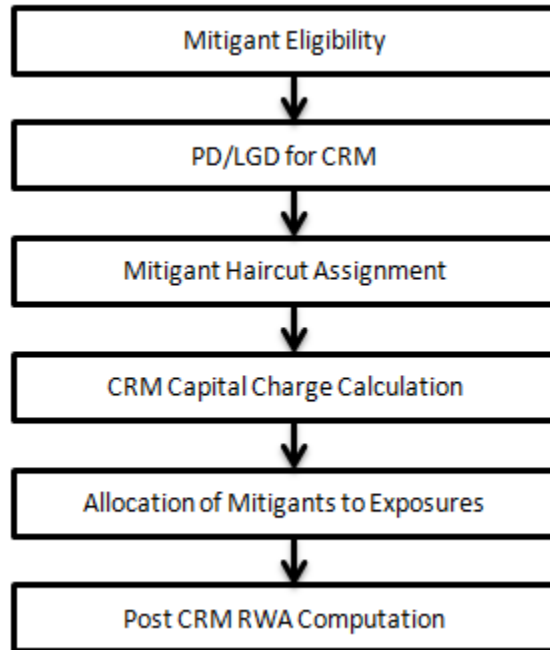 Mitigant Eligibility
PD/LGD for CRM
Mitigant Haircut Assignment
CRM Capital Charge Calculation
Allocation of Mitigants to Exposures
Post CRM RWA Computation